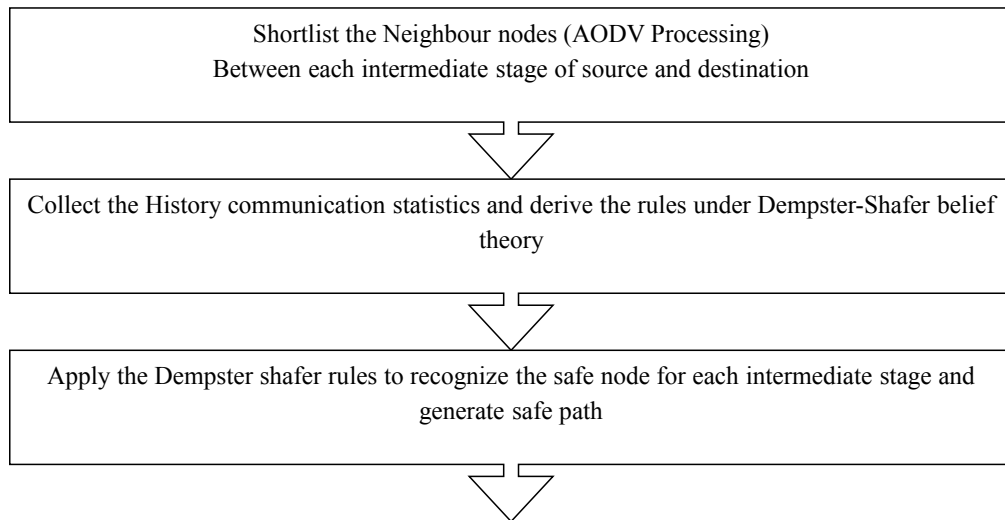 Shortlist the Neighbour nodes (AODV Processing)
Between each intermediate stage of source and destination
Collect the History communication statistics and derive the rules under Dempster-Shafer belief
theory
Apply the Dempster shafer rules to recognize the safe node for each intermediate stage and
generate safe path